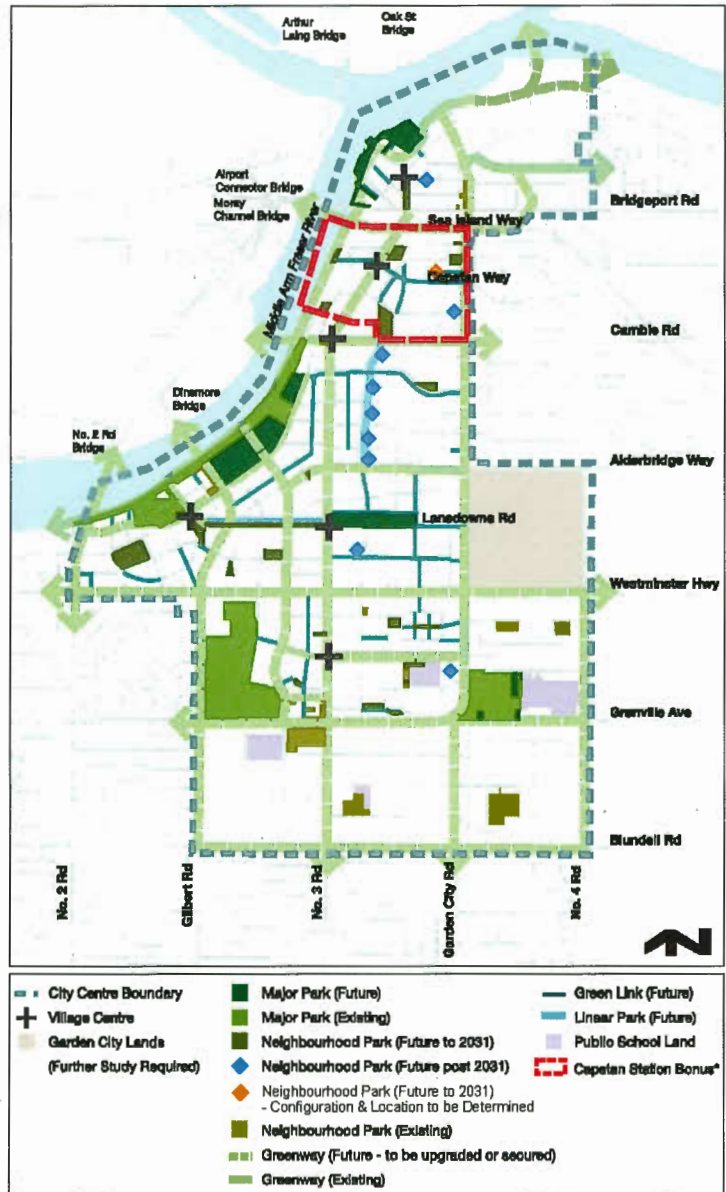 Arthur
Laing Bridge
Oak St
Bridge
Airport
Connector Bridge
Moray
Channel Bridge
Bridgeport Rd
Sea Island Way
Middle Arm Fraser River
Capstan Way
Cambie Rd
Dinsmore
Bridge
No. 2 Rd
Bridge
Alderbridge Way
Lansdowne Rd
Westminster Hwy
Granville Ave
Blundell Rd
No. 2 Rd
Gilbert Rd
No. 3 Rd
Garden City Rd
No. 4 Rd
N
City Centre Boundary
Village Centre
Garden City Lands
(Further Study Required)
Major Park (Future)
Major Park (Existing)
Neighbourhood Park (Future to 2031)
Neighbourhood Park (Future post 2031)
Neighbourhood Park (Future to 2031)
- Configuration & Location to be Determined
Neighbourhood Park (Existing)
Greenway (Future - to be upgraded or secured)
Greenway (Existing)
Green Link (Future)
Linear Park (Future)
Public School Land
Capstan Station Bonus*